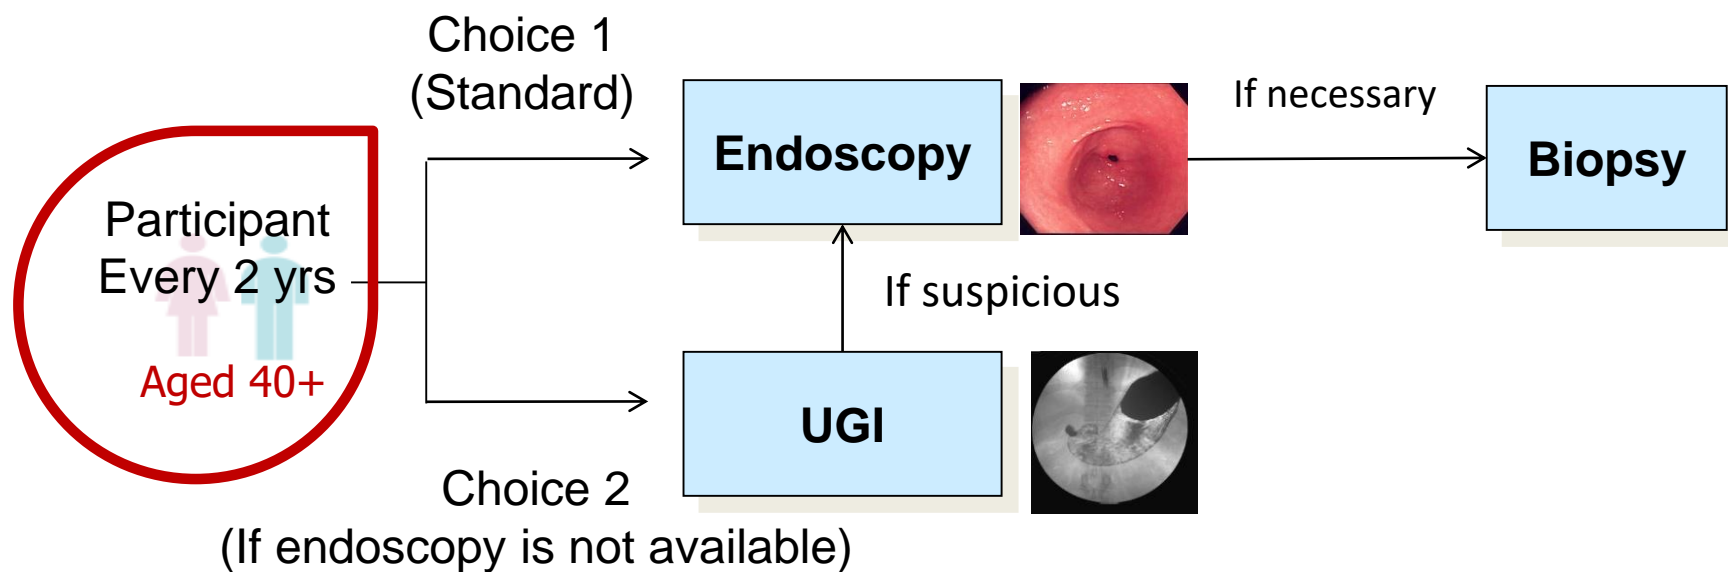 Choice 1
(Standard)
Endoscopy
If necessary
Biopsy
Participant
Every 2 yrs
Aged 40+
If suspicious
UGI
Choice 2
(If endoscopy is not available)